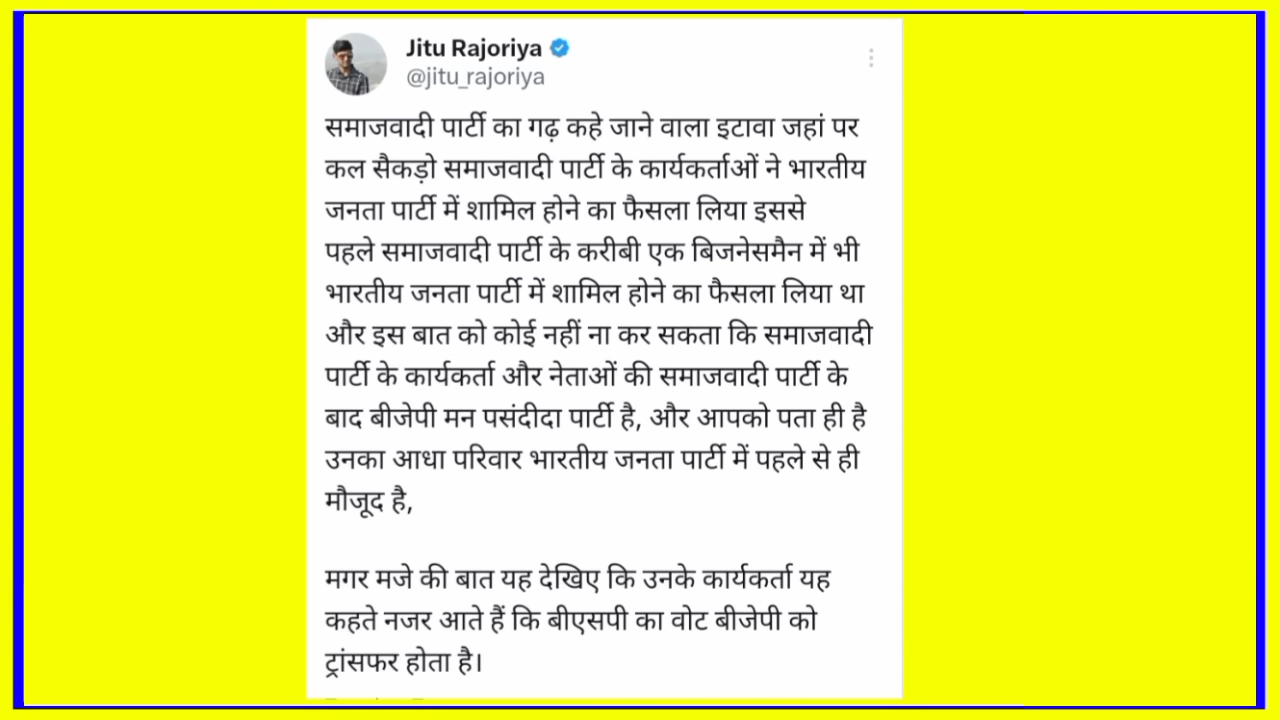 Jitu Rajoriya
@jitu_rajoriya
समाजवादी पार्टी का गढ़ कहे जाने वाला इटावा जहां पर
कल सैकड़ो समाजवादी पार्टी के कार्यकर्ताओं ने भारतीय
जनता पार्टी में शामिल होने का फैसला लिया इससे
पहले समाजवादी पार्टी के करीबी एक बिजनेसमैन में भी
भारतीय जनता पार्टी में शामिल होने का फैसला लिया था
और इस बात को कोई नहीं ना कर सकता कि समाजवादी
पार्टी के कार्यकर्ता और नेताओं की समाजवादी पार्टी के
बाद बीजेपी मन पसंदीदा पार्टी है, और आपको पता ही है
उनका आधा परिवार भारतीय जनता पार्टी में पहले से ही
मौजूद है,
मगर मजे की बात यह देखिए कि उनके कार्यकर्ता यह
कहते नजर आते हैं कि बीएसपी का वोट बीजेपी को
ट्रांसफर होता है।